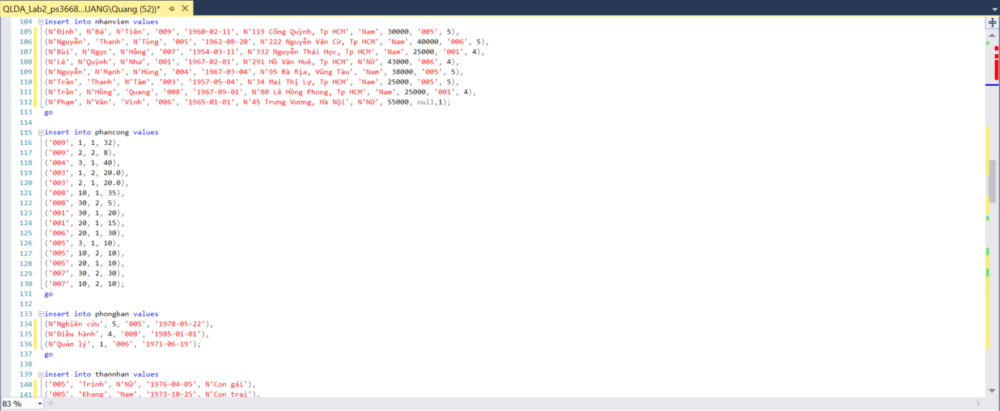 QLDA_Lab2_ps3668...UANG\Quang (52))*
104 insert into nhanvien values
105 (N'Đinh', N'Bá', N'Tiên', '009', '1960-02-11', N'119 Cống Quỳnh, Tp HCM', 'Nam', 30000, '005', 5),
106 (N'Nguyễn', 'Thanh', N'Tùng', '005', '1962-08-20', N'222 Nguyễn Văn Cừ, Tp HCM', 'Nam', 40000, '006', 5),
107 (N'Bùi', N'Ngọc', N'Hằng', '007', '1954-03-11', N'332 Nguyễn Thái Học, Tp HCM', 'Nam', 25000, '001', 4),
108 (N'Lê', N'Quỳnh', N'Như', '001', '1967-02-01', N'291 Hồ Văn Huê, Tp HCM', N'Nữ', 43000, '006', 4),
109 (N'Nguyễn', N'Mạnh', N'Hùng', '004', '1967-03-04', N'95 Bà Rịa, Vũng Tàu', 'Nam', 38000, '005', 5),
110 (N'Trần', 'Thanh', N'Tâm', '003', '1957-05-04', N'34 Mai Thị Lự, Tp HCM', 'Nam', 25000, '005', 5),
111 (N'Trần', N'Hồng', 'Quang', '008', '1967-09-01', N'80 Lê Hồng Phong, Tp HCM', 'Nam', 25000, '001', 4),
112 (N'Phạm', N'Văn', 'Vinh', '006', '1965-01-01', N'45 Trưng Vương, Hà Nội', N'Nữ', 55000, null,1);
113 go
114
115 insert into phancong values
116 ('009', 1, 1, 32),
117 ('009', 2, 2, 8),
118 ('004', 3, 1, 40),
119 ('003', 1, 2, 20.0),
120 ('003', 2, 1, 20.0),
121 ('008', 10, 1, 35),
122 ('008', 30, 2, 5),
123 ('001', 30, 1, 20),
124 ('001', 20, 1, 15),
125 ('006', 20, 1, 30),
126 ('005', 3, 1, 10),
127 ('005', 10, 2, 10),
128 ('005', 20, 1, 10),
129 ('007', 30, 2, 30),
130 ('007', 10, 2, 10);
131 go
132
133 insert into phongban values
134 (N'Nghiên cứu', 5, '005', '1978-05-22'),
135 (N'Điều hành', 4, '008', '1985-01-01'),
136 (N'Quản lý', 1, '006', '1971-06-19');
137 go
138
139 insert into thannhan values
140 ('005', 'Trinh', N'Nữ', '1976-04-05', N'Con gái'),
141 ('005', 'Khang', 'Nam', '1973-10-25', N'Con trai'),
83 %